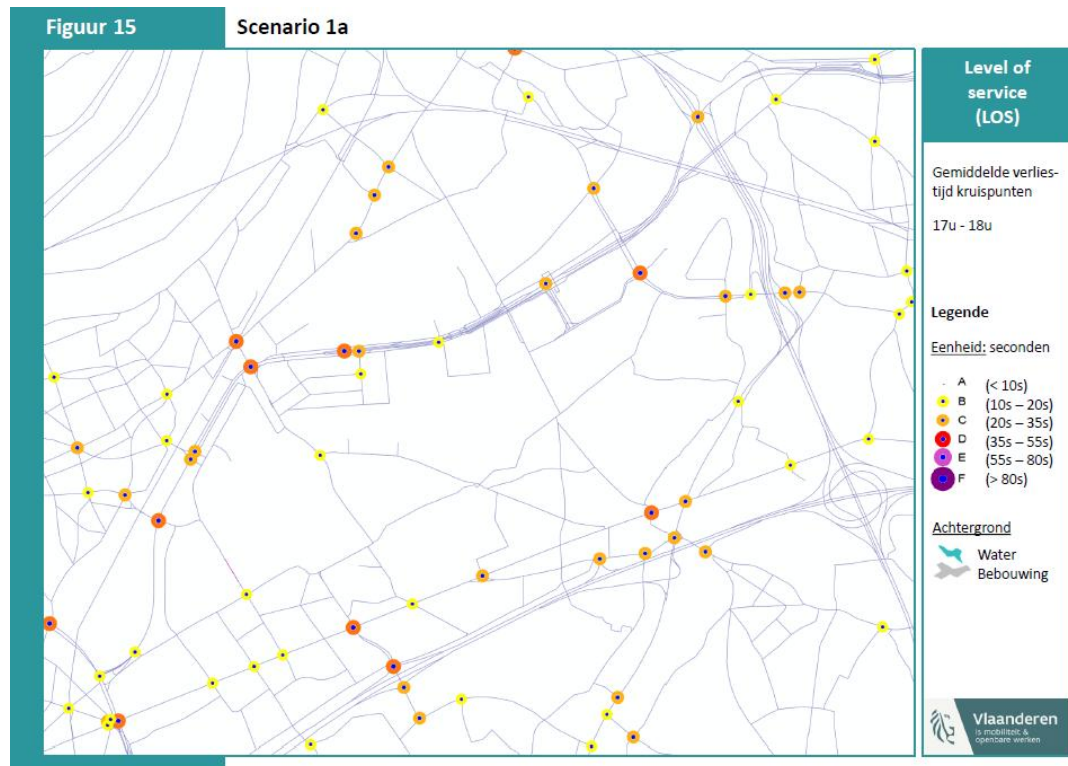 Figuur 15
Scenario 1a
Level of
service
(LOS)
Gemiddelde verlies-
tijd kruispunten
17u - 18u
Legende
Eenheid: seconden
A (< 10s)
B (10s – 20s)
C (20s – 35s)
D (35s – 55s)
E (55s – 80s)
F (> 80s)
Achtergrond
Water
Bebouwing
Vlaanderen
is mobiliteit &
openbare werken